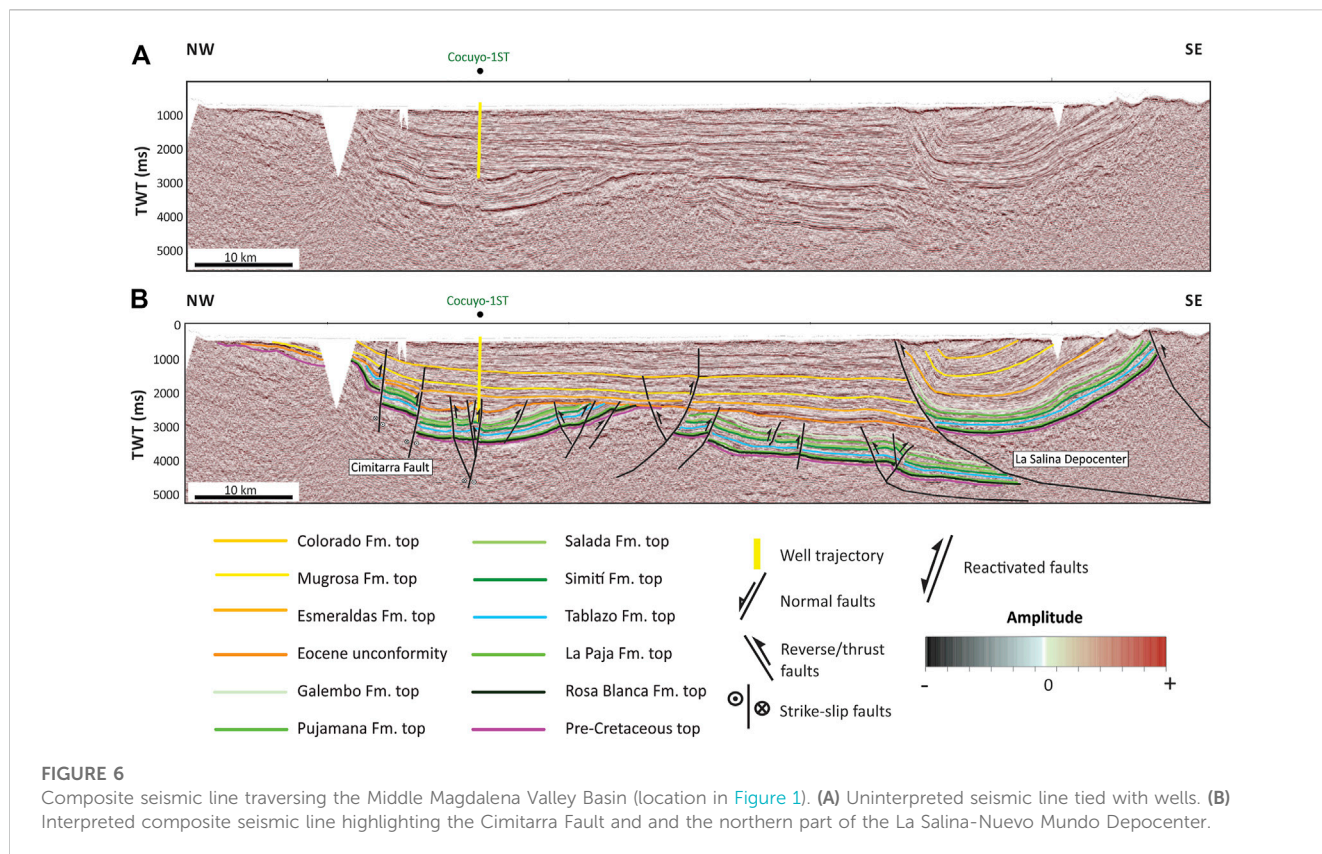 A
NW
SE
Cocuyo-1ST
TWT (ms)
1000
2000
3000
4000
5000
10 km
B
NW
SE
Cocuyo-1ST
TWT (ms)
0
1000
2000
3000
4000
5000
Cimitarra Fault
La Salina Depocenter
10 km
Colorado Fm. top
Mugrosa Fm. top
Esmeraldas Fm. top
Eocene unconformity
Galembo Fm. top
Pujamana Fm. top
Salada Fm. top
Simití Fm. top
Tablazo Fm. top
La Paja Fm. top
Rosa Blanca Fm. top
Pre-Cretaceous top
Well trajectory
Normal faults
Reverse/thrust
faults
Strike-slip faults
Reactivated faults
Amplitude
- 0 +
FIGURE 6
Composite seismic line traversing the Middle Magdalena Valley Basin (location in Figure 1). (A) Uninterpreted seismic line tied with wells. (B)
Interpreted composite seismic line highlighting the Cimitarra Fault and and the northern part of the La Salina-Nuevo Mundo Depocenter.